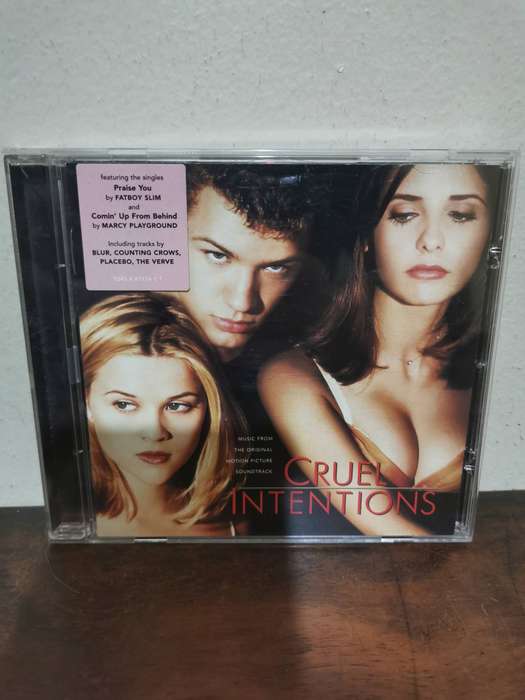 featuring the singles
Praise You
by FATBOY SLIM
and
Comin' Up From Behind
by MARCY PLAYGROUND
Including tracks by
BLUR, COUNTING CROWS,
PLACEBO, THE VERVE
MUSIC FROM
THE ORIGINAL
MOTION PICTURE
SOUNDTRACK
CRUEL
INTENTIONS